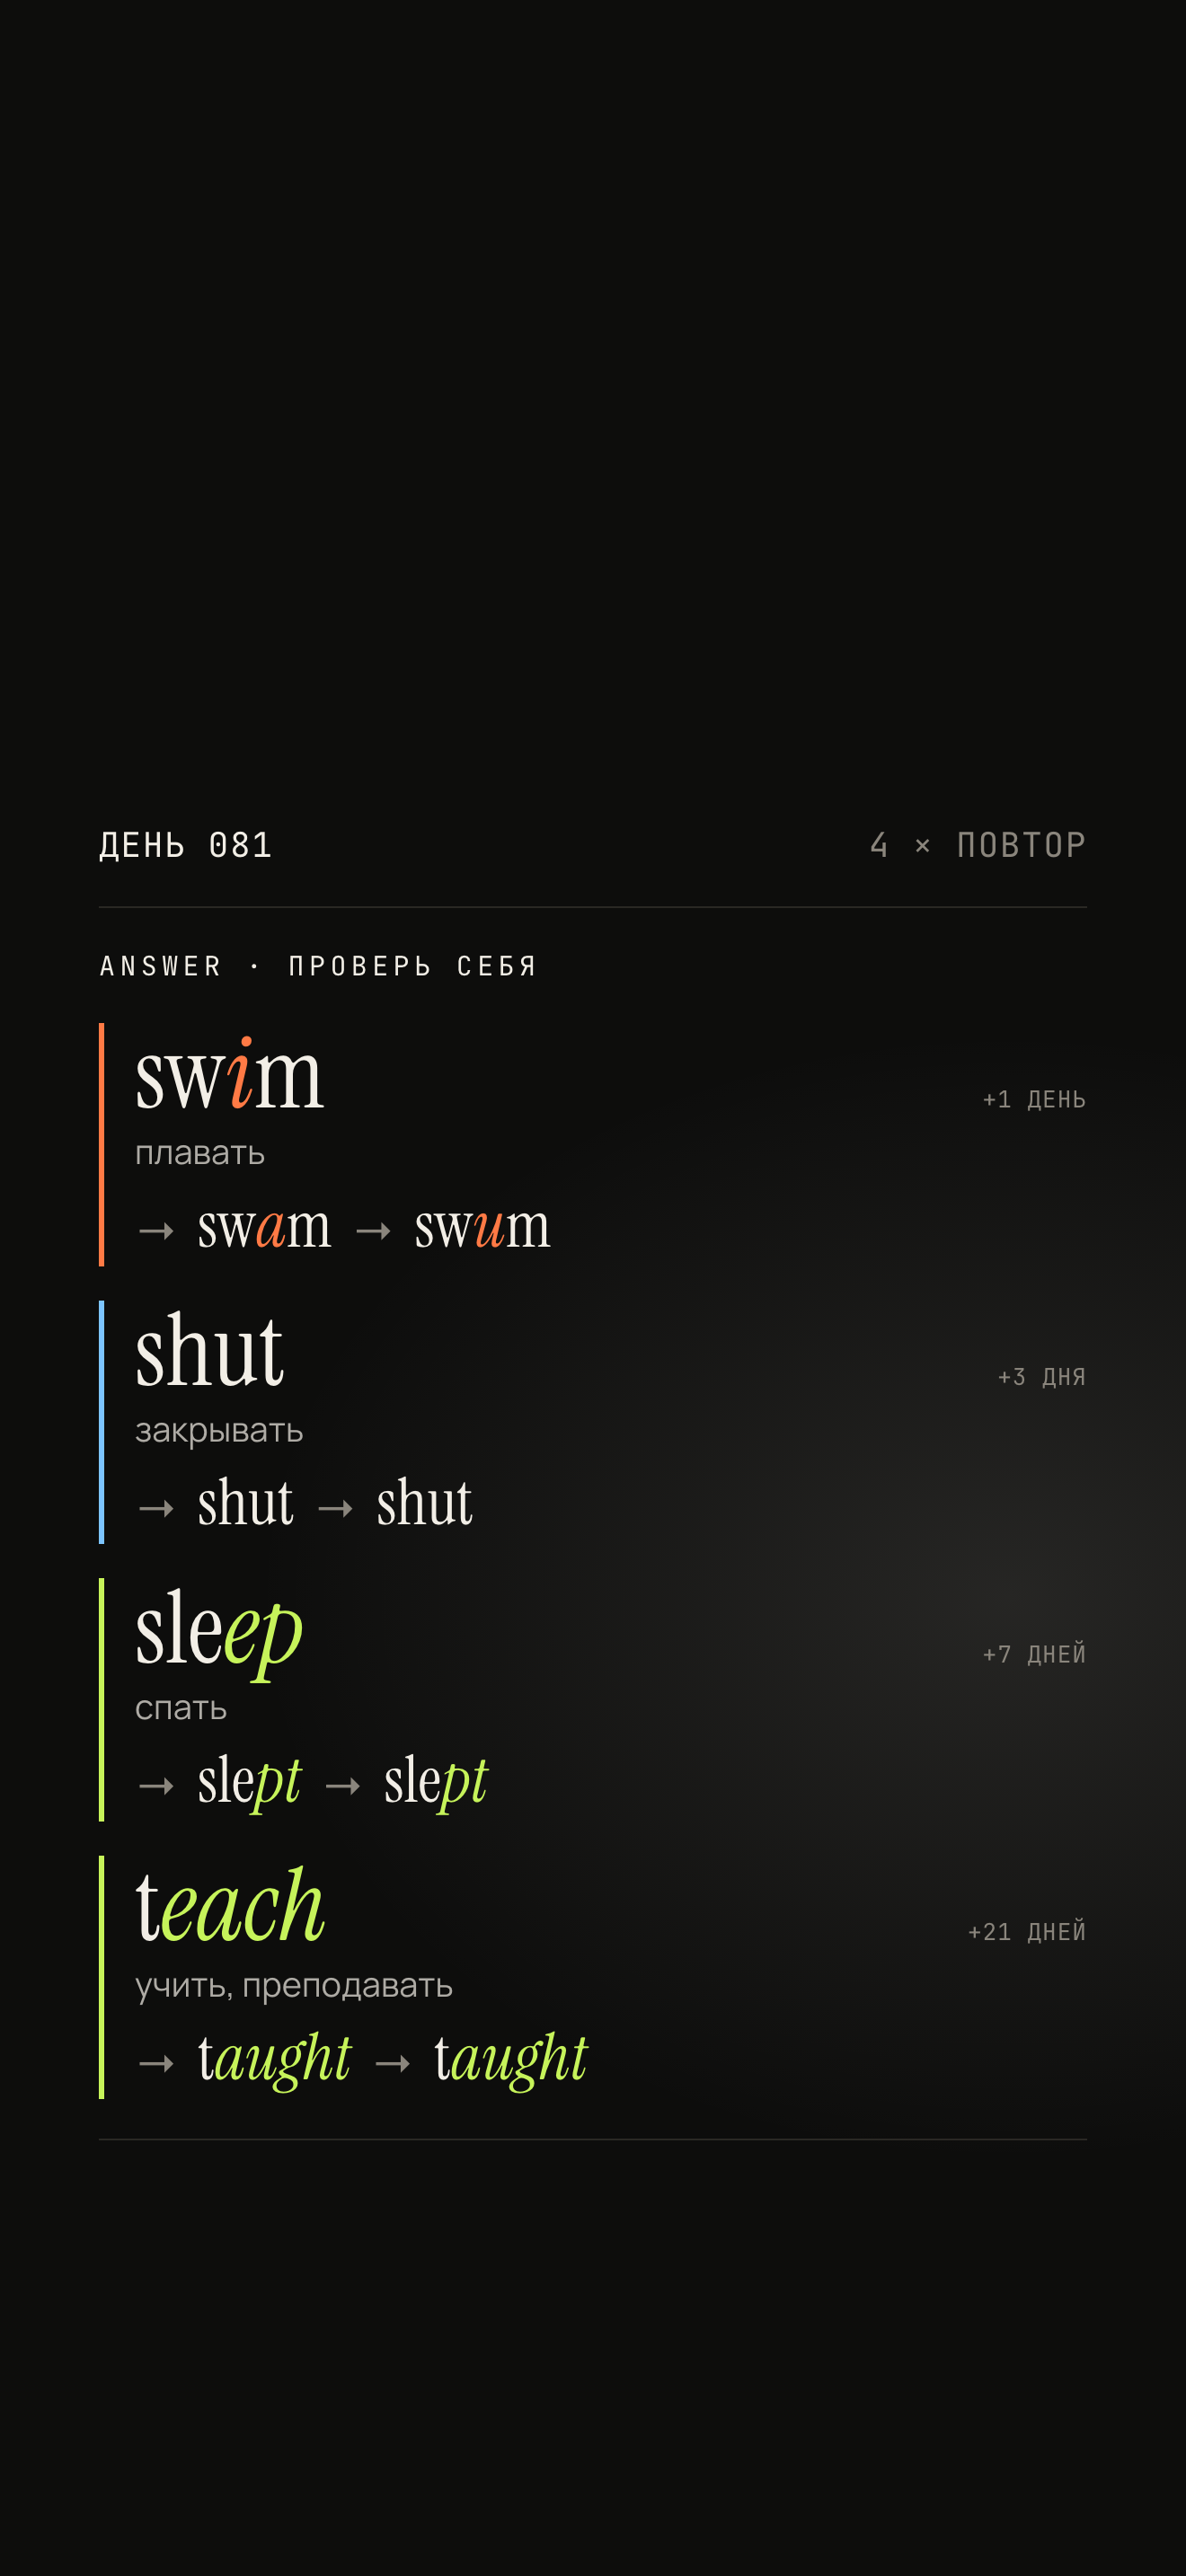 ДЕНЬ 081
4 × ПОВТОР
ANSWER · ПРОВЕРЬ СЕБЯ
swim
+1 ДЕНЬ
плавать
→ swam → swum
shut
+3 ДНЯ
закрывать
→ shut → shut
sleep
+7 ДНЕЙ
спать
→ slept → slept
teach
+21 ДНЕЙ
учить, преподавать
→ taught → taught